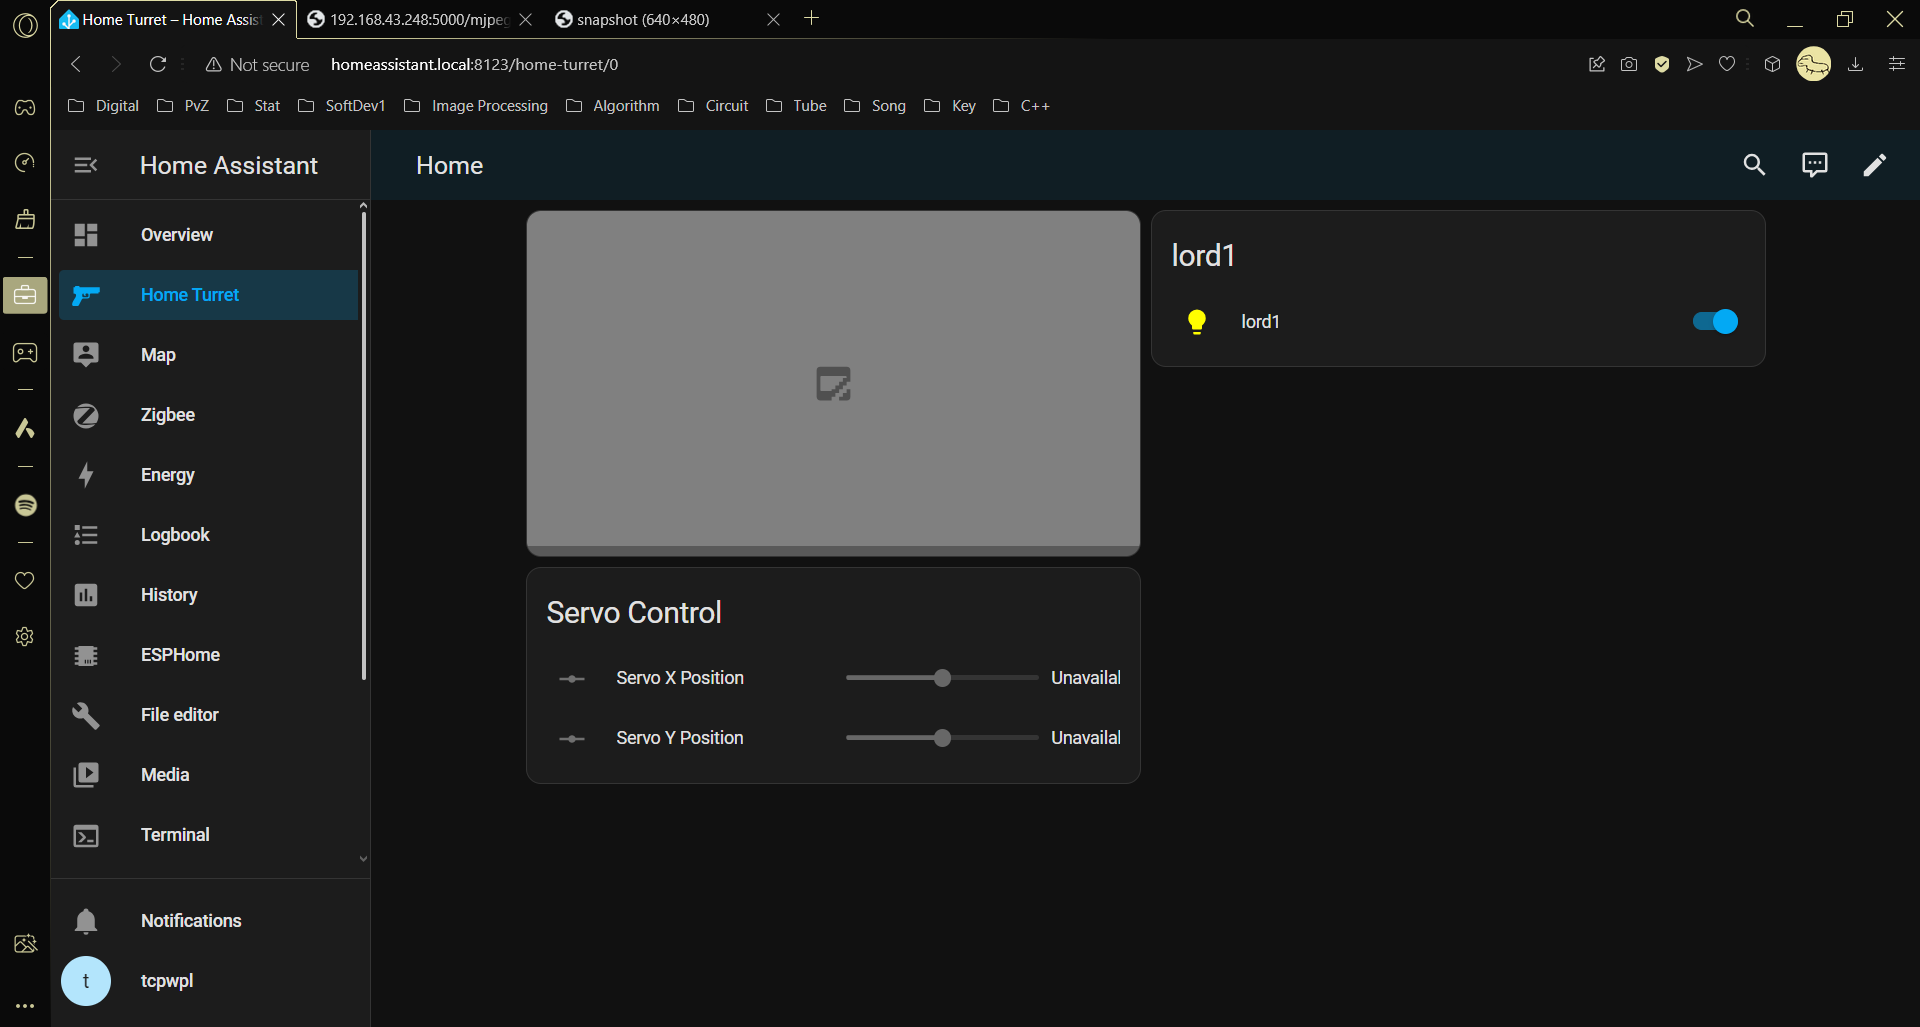 Home Turret – Home Assis
192.168.43.248:5000/mjpeg
snapshot (640×480)
Not secure
homeassistant.local:8123/home-turret/0
Digital
PvZ
Stat
SoftDev1
Image Processing
Algorithm
Circuit
Tube
Song
Key
C++
Home Assistant
Home
Overview
Home Turret
Map
Zigbee
Energy
Logbook
History
ESPHome
File editor
Media
Terminal
Notifications
t
tcpwpl
lord1
lord1
Servo Control
Servo X Position
Unavailal
Servo Y Position
Unavailal